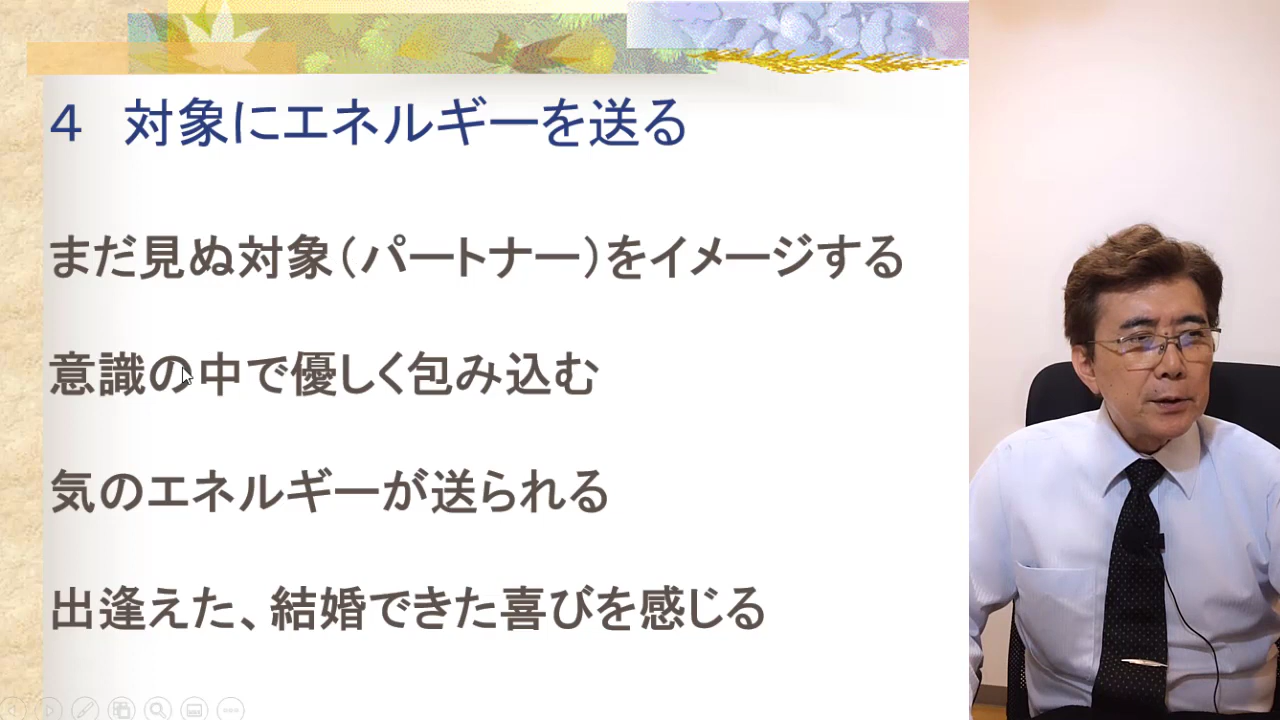 4 対象にエネルギーを送る
まだ見ぬ対象（パートナー）をイメージする
意識の中で優しく包み込む
気のエネルギーが送られる
出逢えた、結婚できた喜びを感じる